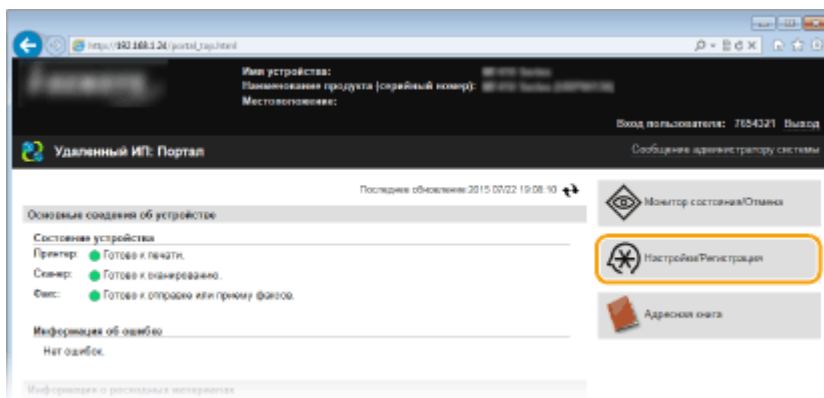 http://192.168.1.24/portal_top.html
Имя устройства:
Наименование продукта (серийный номер):
Местоположение:
Вход пользователя: 7654321 Выход
Удаленный ИП: Портал
Сообщение администратору системы
Последнее обновление:2015 07/22 19:08:10
Основные сведения об устройстве
Состояние устройства
Принтер: Готово к печати.
Сканер: Готово к сканированию.
Факс: Готово к отправке или приему факсов.
Информация об ошибке
Нет ошибок.
Информация о расходных материалах
Монитор состояния/Отмена
Настройки/Регистрация
Адресная книга